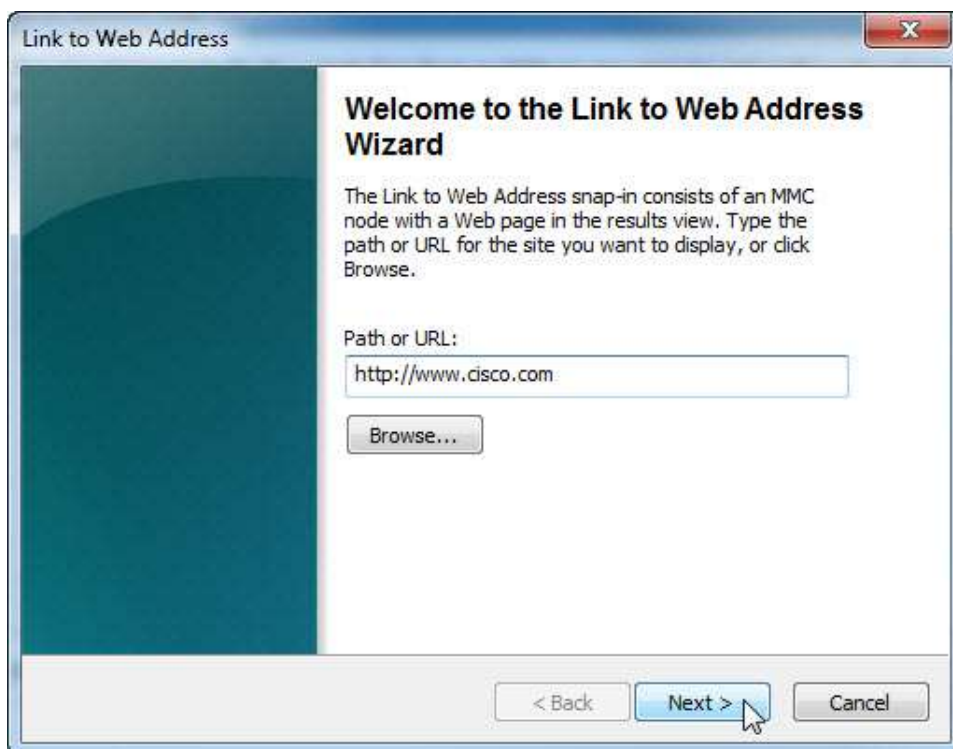 Link to Web Address
Welcome to the Link to Web Address
Wizard
The Link to Web Address snap-in consists of an MMC
node with a Web page in the results view. Type the
path or URL for the site you want to display, or click
Browse.
Path or URL:
http://www.cisco.com
Browse...
< Back Next > Cancel